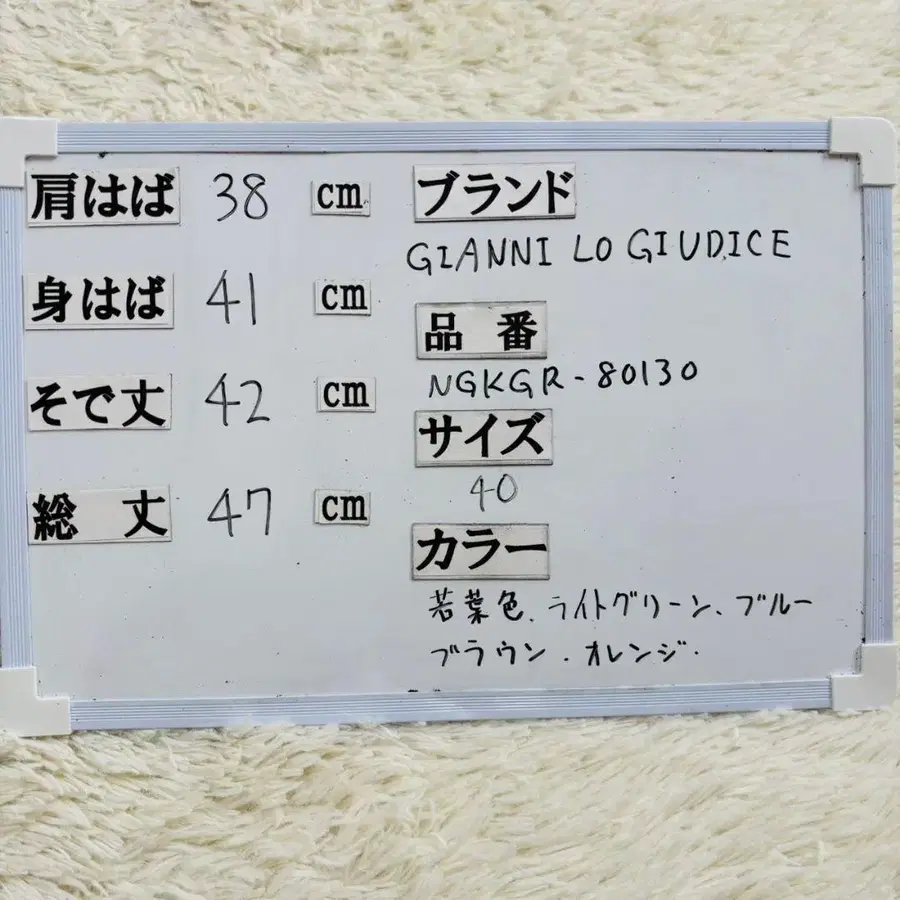 肩はば 38 cm
身はば 41 cm
そで丈 42 cm
総 丈 47 cm
ブランド
GIANNI LO GIUDICE
品 番
NGKGR-80130
サイズ
40
カラー
若葉色、ライトグリーン、ブルー
ブラウン、オレンジ.